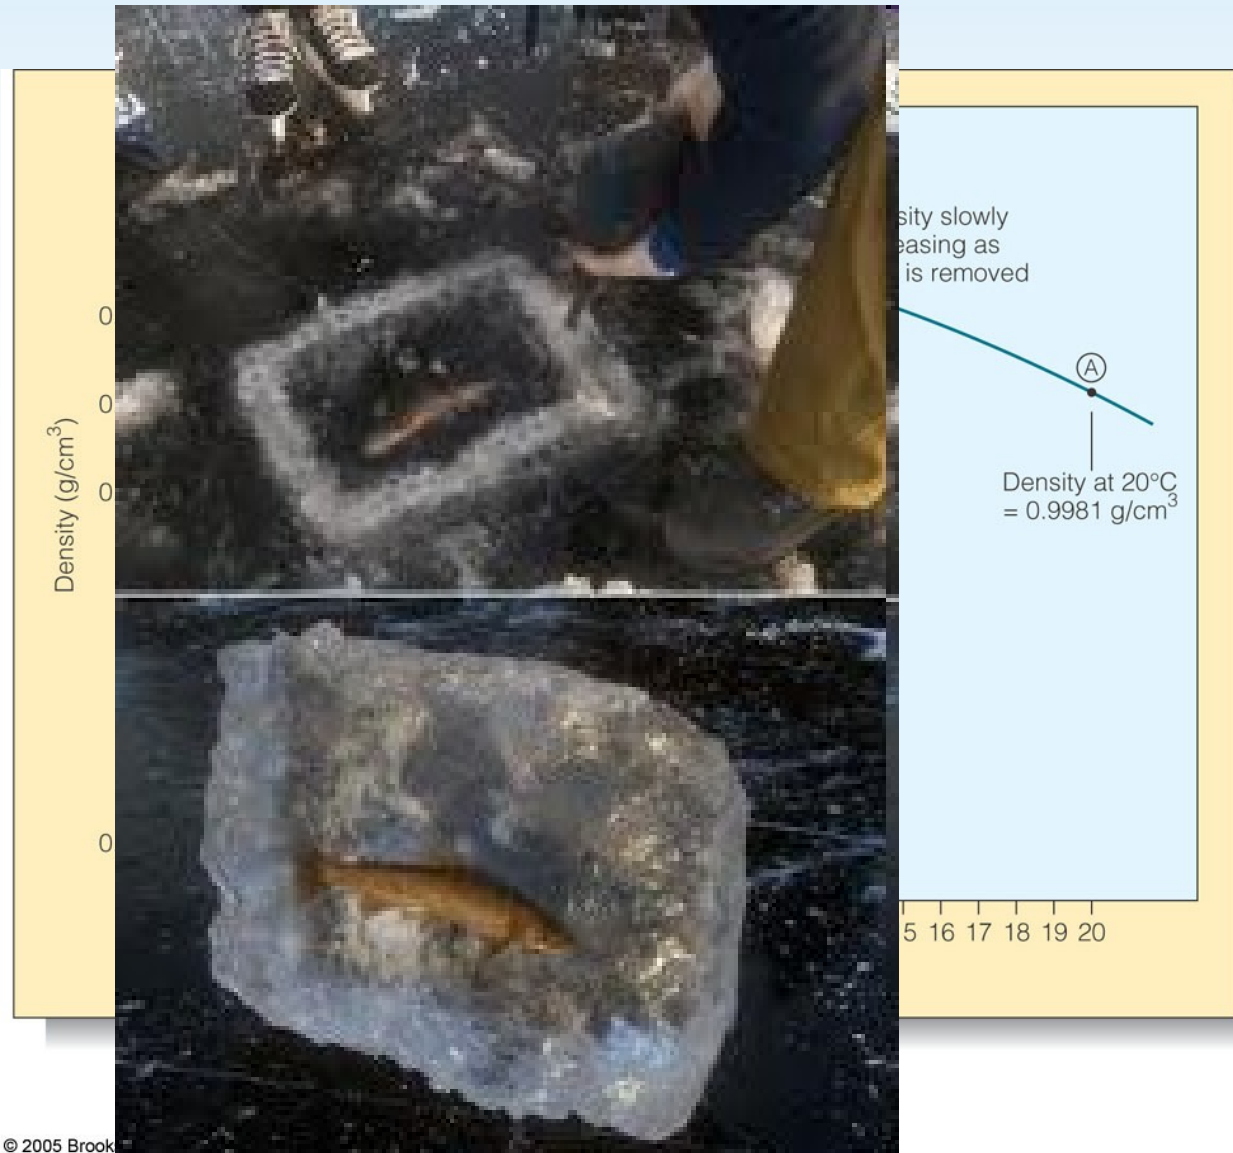 sity slowly
easing as
is removed
0
A
0
Density (g/cm³)
Density at 20°C
= 0.9981 g/cm³
0
0
5 16 17 18 19 20
© 2005 Brook